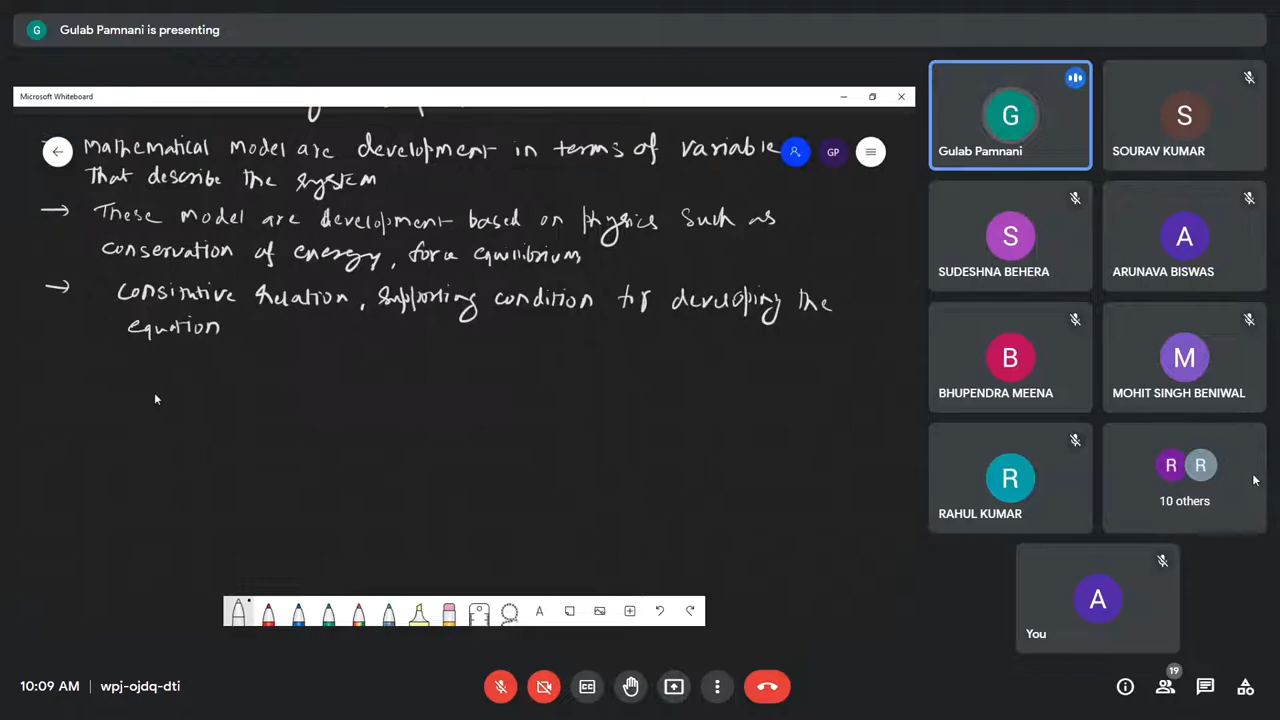 G Gulab Pamnani is presenting
Microsoft Whiteboard
Mathematical Model are development in terms of variable
That describe the system
→ These model are development based on physics such as
conservation of energy, force equilibrium
→ Consitutive Relation, supporting condition for developing the
equation
GP
A
G
Gulab Pamnani
S
SOURAV KUMAR
S
SUDESHNA BEHERA
A
ARUNAVA BISWAS
B
BHUPENDRA MEENA
M
MOHIT SINGH BENIWAL
R
RAHUL KUMAR
R R
10 others
A
You
10:09 AM | wpj-ojdq-dti
19